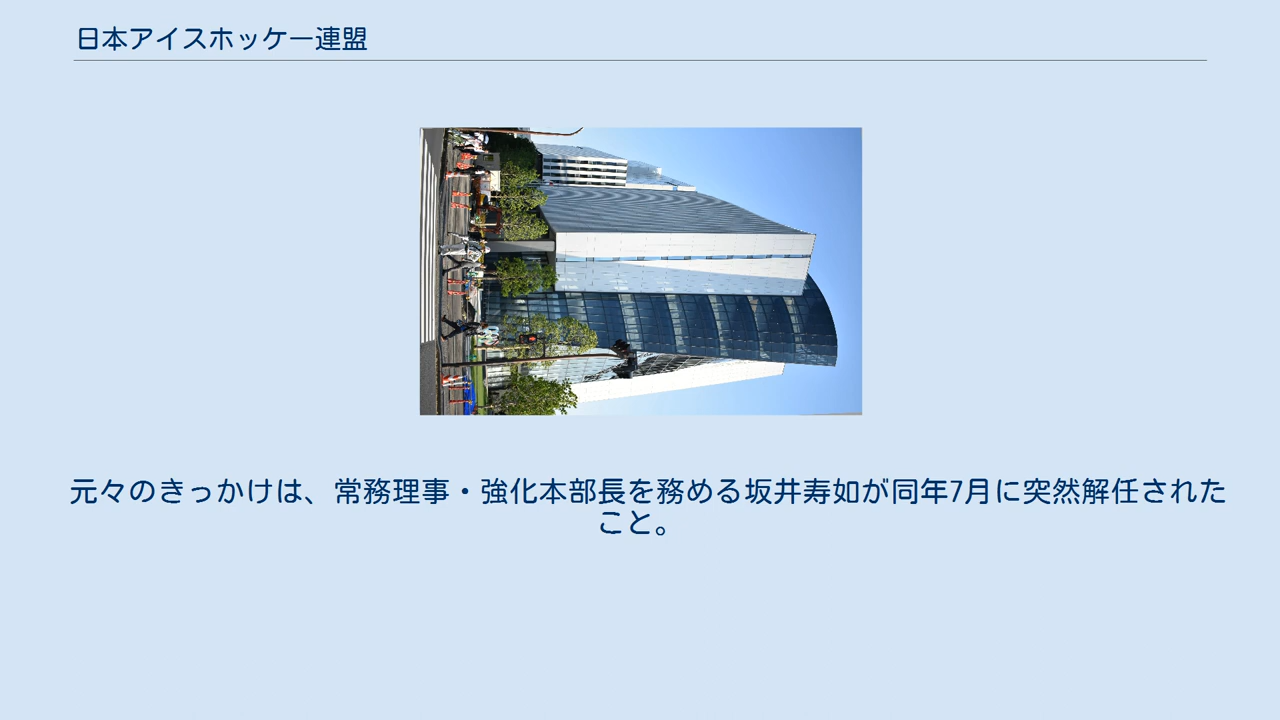 日本アイスホッケー連盟
元々のきっかけは、常務理事・強化本部長を務める坂井寿如が同年7月に突然解任された
こと。